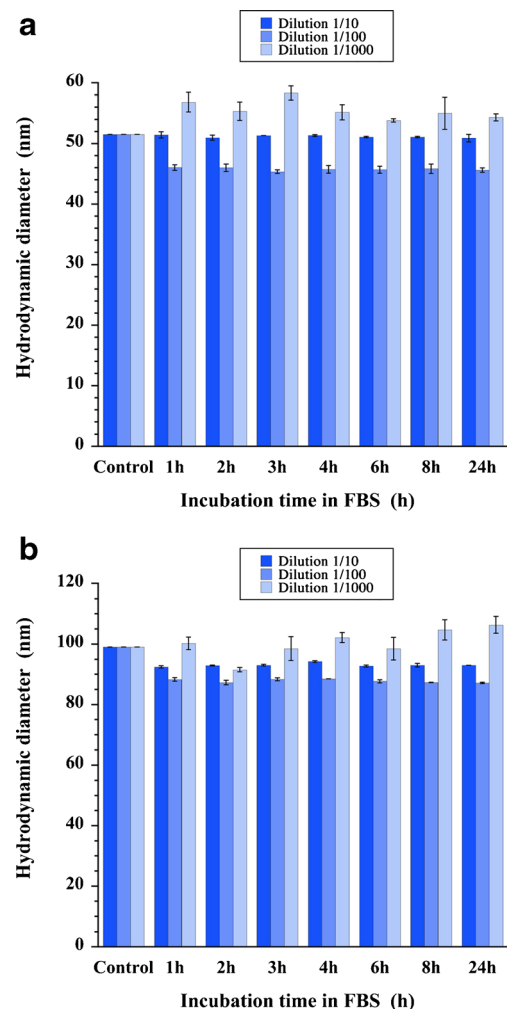 a
Dilution 1/10
Dilution 1/100
Dilution 1/1000
Hydrodynamic diameter (nm)
60
50
40
30
20
10
0
Control 1h 2h 3h 4h 6h 8h 24h
Incubation time in FBS (h)
b
Dilution 1/10
Dilution 1/100
Dilution 1/1000
Hydrodynamic diameter (nm)
120
100
80
60
40
20
0
Control 1h 2h 3h 4h 6h 8h 24h
Incubation time in FBS (h)